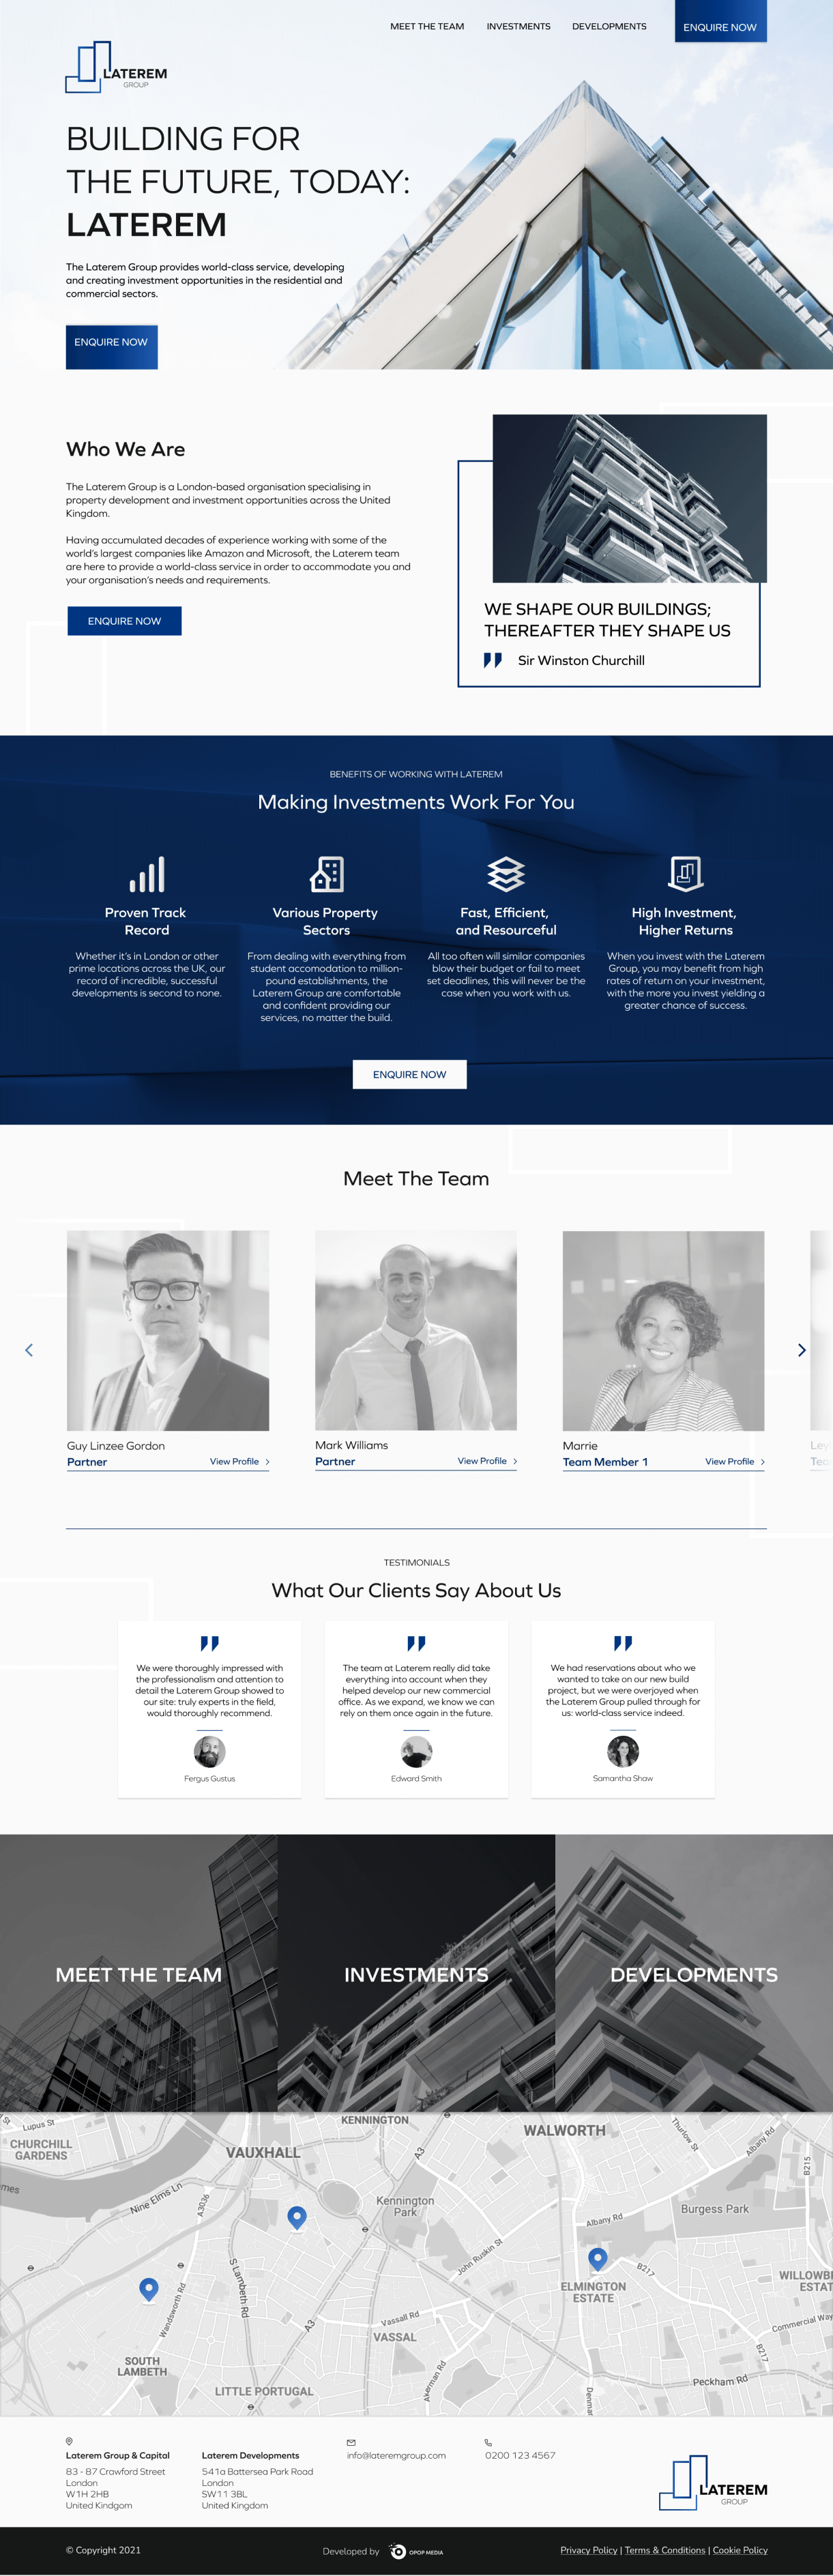 MEET THE TEAM
INVESTMENTS
DEVELOPMENTS
ENQUIRE NOW
LATEREM
GROUP
BUILDING FOR
THE FUTURE, TODAY:
LATEREM
The Laterem Group provides world-class service, developing
and creating investment opportunities in the residential and
commercial sectors.
ENQUIRE NOW
Who We Are
The Laterem Group is a London-based organisation specialising in
property development and investment opportunities across the United
Kingdom.
Having accumulated decades of experience working with some of the
world's largest companies like Amazon and Microsoft, the Laterem team
are here to provide a world-class service in order to accommodate you and
your organisation's needs and requirements.
ENQUIRE NOW
WE SHAPE OUR BUILDINGS;
THEREAFTER THEY SHAPE US
Sir Winston Churchill
BENEFITS OF WORKING WITH LATEREM
Making Investments Work For You
Proven Track
Record
Whether it's in London or other
prime locations across the UK, our
record of incredible, successful
developments is second to none.
Various Property
Sectors
From dealing with everything from
student accomodation to million-
pound establishments, the
Laterem Group are comfortable
and confident providing our
services, no matter the build.
Fast, Efficient,
and Resourceful
All too often will similar companies
blow their budget or fail to meet
set deadlines, this will never be the
case when you work with us.
High Investment,
Higher Returns
When you invest with the Laterem
Group, you may benefit from high
rates of return on your investment,
with the more you invest yielding a
greater chance of success.
ENQUIRE NOW
Meet The Team
Guy Linzee Gordon
Partner
View Profile
Mark Williams
Partner
View Profile
Marrie
Team Member 1
View Profile
TESTIMONIALS
What Our Clients Say About Us
We were thoroughly impressed with
the professionalism and attention to
detail the Laterem Group showed to
our site: truly experts in the field,
would thoroughly recommend.
Fergus Gustus
The team at Laterem really did take
everything into account when they
helped develop our new commercial
office. As we expand, we know we can
rely on them once again in the future.
Edward Smith
We had reservations about who we
wanted to take on our new build
project, but we were overjoyed when
the Laterem Group pulled through for
us: world-class service indeed.
Samantha Shaw
MEET THE TEAM
INVESTMENTS
DEVELOPMENTS
St
Lupus St
CHURCHILL
GARDENS
KENNINGTON
VAUXHALL
WALWORTH
Thurlow St
Albany Rd
B215
mes
Nine Elms Ln
A3036
A3
Kennington
Park
Burgess Park
Albany Rd
John Ruskin St
B217
ELMINGTON
ESTATE
WILLOWB
ESTAT
S Lambeth Rd
Wandsworth Rd
A3
Vassall Rd
VASSAL
Commercial Way
B217
SOUTH
LAMBETH
LITTLE PORTUGAL
Akerman Rd
Denmar
Peckham Rd
Laterem Group & Capital
83 - 87 Crawford Street
London
W1H 2HB
United Kindgom
Laterem Developments
541a Battersea Park Road
London
SW11 3BL
United Kingdom
info@lateremgroup.com
0200 123 4567
LATEREM
GROUP
© Copyright 2021
Developed by
OPOP MEDIA
Privacy Policy | Terms & Conditions | Cookie Policy